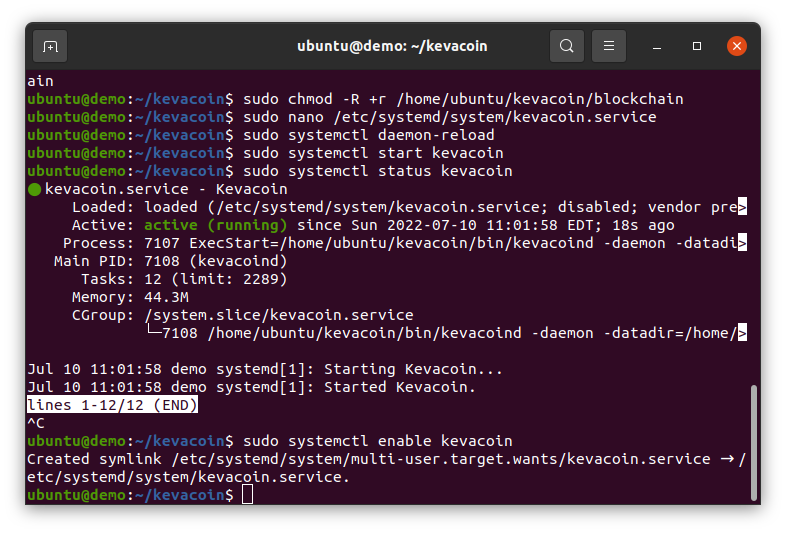 ubuntu@demo: ~/kevacoin
ain
ubuntu@demo:~/kevacoin$ sudo chmod -R +r /home/ubuntu/kevacoin/blockchain
ubuntu@demo:~/kevacoin$ sudo nano /etc/systemd/system/kevacoin.service
ubuntu@demo:~/kevacoin$ sudo systemctl daemon-reload
ubuntu@demo:~/kevacoin$ sudo systemctl start kevacoin
ubuntu@demo:~/kevacoin$ sudo systemctl status kevacoin
● kevacoin.service - Kevacoin
Loaded: loaded (/etc/systemd/system/kevacoin.service; disabled; vendor pre>
Active: active (running) since Sun 2022-07-10 11:01:58 EDT; 18s ago
Process: 7107 ExecStart=/home/ubuntu/kevacoin/bin/kevacoind -daemon -datadi>
Main PID: 7108 (kevacoind)
Tasks: 12 (limit: 2289)
Memory: 44.3M
CGroup: /system.slice/kevacoin.service
└─7108 /home/ubuntu/kevacoin/bin/kevacoind -daemon -datadir=/home/>
Jul 10 11:01:58 demo systemd[1]: Starting Kevacoin...
Jul 10 11:01:58 demo systemd[1]: Started Kevacoin.
lines 1-12/12 (END)
^C
ubuntu@demo:~/kevacoin$ sudo systemctl enable kevacoin
Created symlink /etc/systemd/system/multi-user.target.wants/kevacoin.service → /
etc/systemd/system/kevacoin.service.
ubuntu@demo:~/kevacoin$